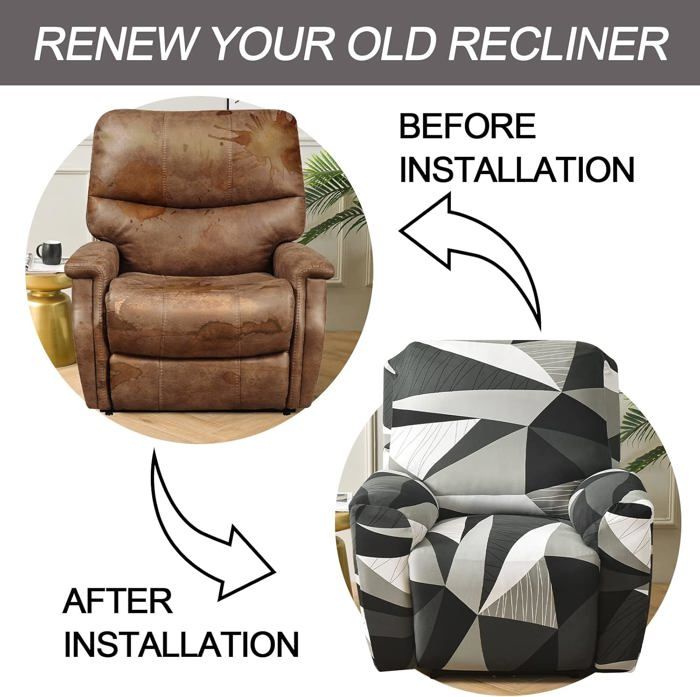 RENEW YOUR OLD RECLINER
BEFORE
INSTALLATION
AFTER
INSTALLATION